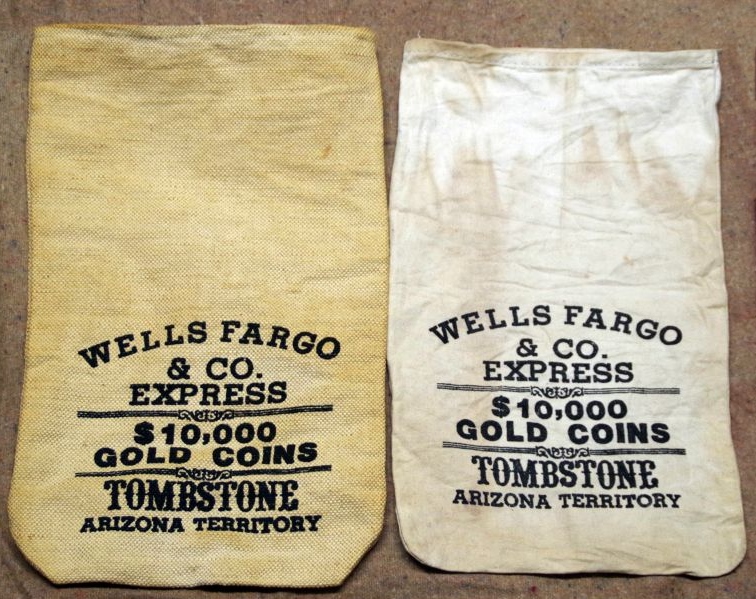 WELLS FARGO
& CO.
EXPRESS
$10,000
GOLD COINS
TOMBSTONE
ARIZONA TERRITORY
WELLS FARGO
& CO.
EXPRESS
$10,000
GOLD COINS
TOMBSTONE
ARIZONA TERRITORY